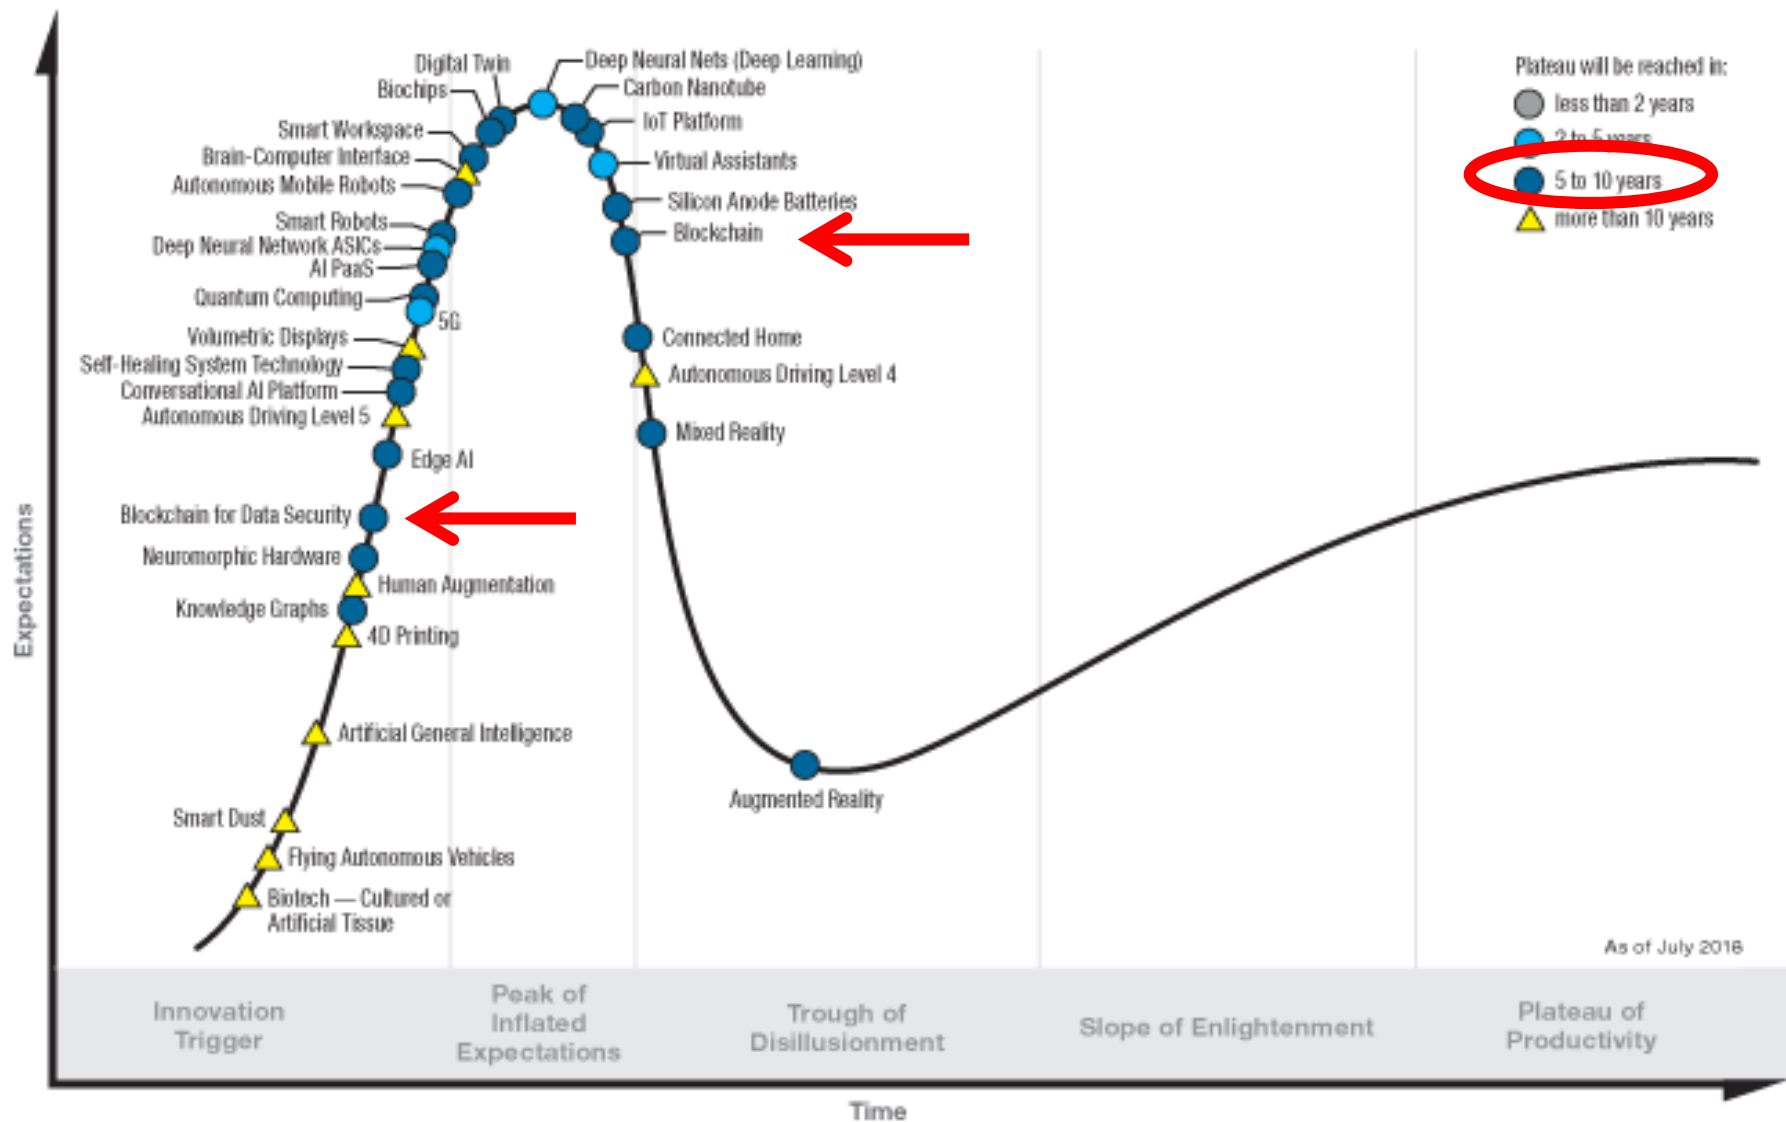 Digital Twin
Deep Neural Nets (Deep Learning)
Biochips
Carbon Nanotube
Smart Workspace
IoT Platform
Brain-Computer Interface
Virtual Assistants
Autonomous Mobile Robots
Silicon Anode Batteries
Smart Robots
Blockchain
Deep Neural Network ASICs
AI PaaS
Quantum Computing
5G
Volumetric Displays
Connected Home
Self-Healing System Technology
Autonomous Driving Level 4
Conversational AI Platform
Autonomous Driving Level 5
Mixed Reality
Edge AI
Blockchain for Data Security
Neuromorphic Hardware
Human Augmentation
Knowledge Graphs
4D Printing
Artificial General Intelligence
Augmented Reality
Smart Dust
Flying Autonomous Vehicles
Biotech — Cultured or
Artificial Tissue
Plateau will be reached in:
less than 2 years
2 to 5 years
5 to 10 years
more than 10 years
As of July 2018
Expectations
Innovation
Trigger
Peak of
Inflated
Expectations
Trough of
Disillusionment
Slope of Enlightenment
Plateau of
Productivity
Time